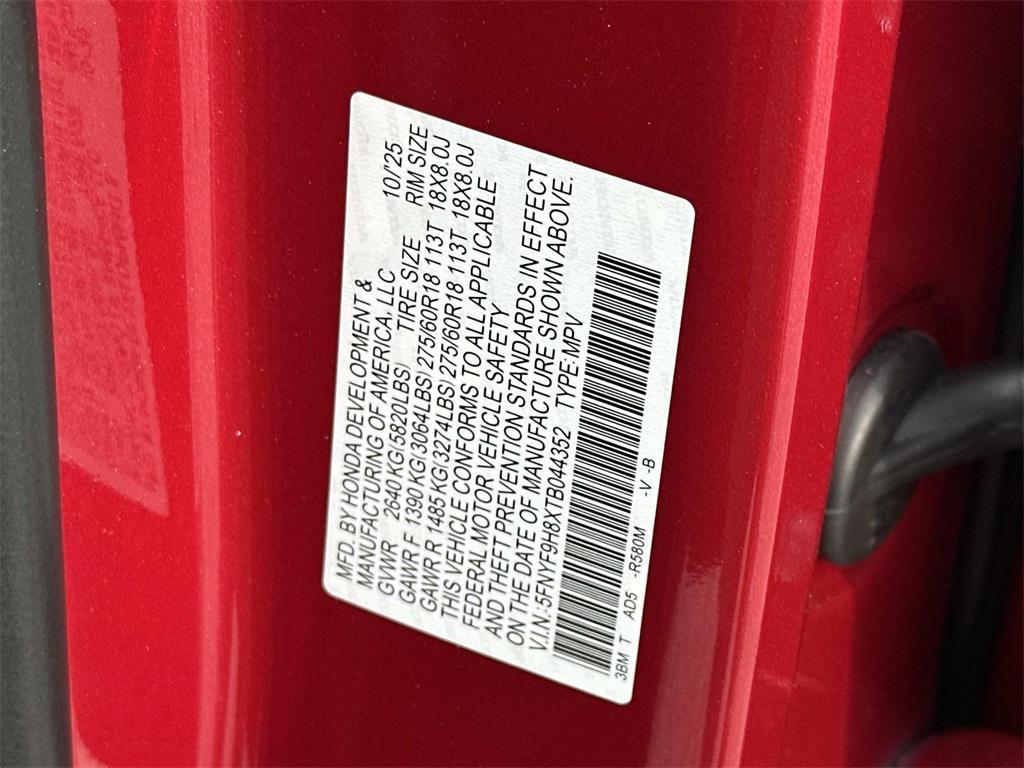 MFD. BY HONDA DEVELOPMENT &
MANUFACTURING OF AMERICA, LLC 10/'25
GVWR 2640 KG(5820LBS) TIRE SIZE RIM SIZE
GAWR F 1390 KG(3064LBS) 275/60R18 113T 18X8.0J
GAWR R 1485 KG(3274LBS) 275/60R18 113T 18X8.0J
THIS VEHICLE CONFORMS TO ALL APPLICABLE
FEDERAL MOTOR VEHICLE SAFETY
AND THEFT PREVENTION STANDARDS IN EFFECT
ON THE DATE OF MANUFACTURE SHOWN ABOVE.
V.I.N.:5FNYF9H8XTB044352 TYPE:MPV
3BM T AD5 -R580M -V -B